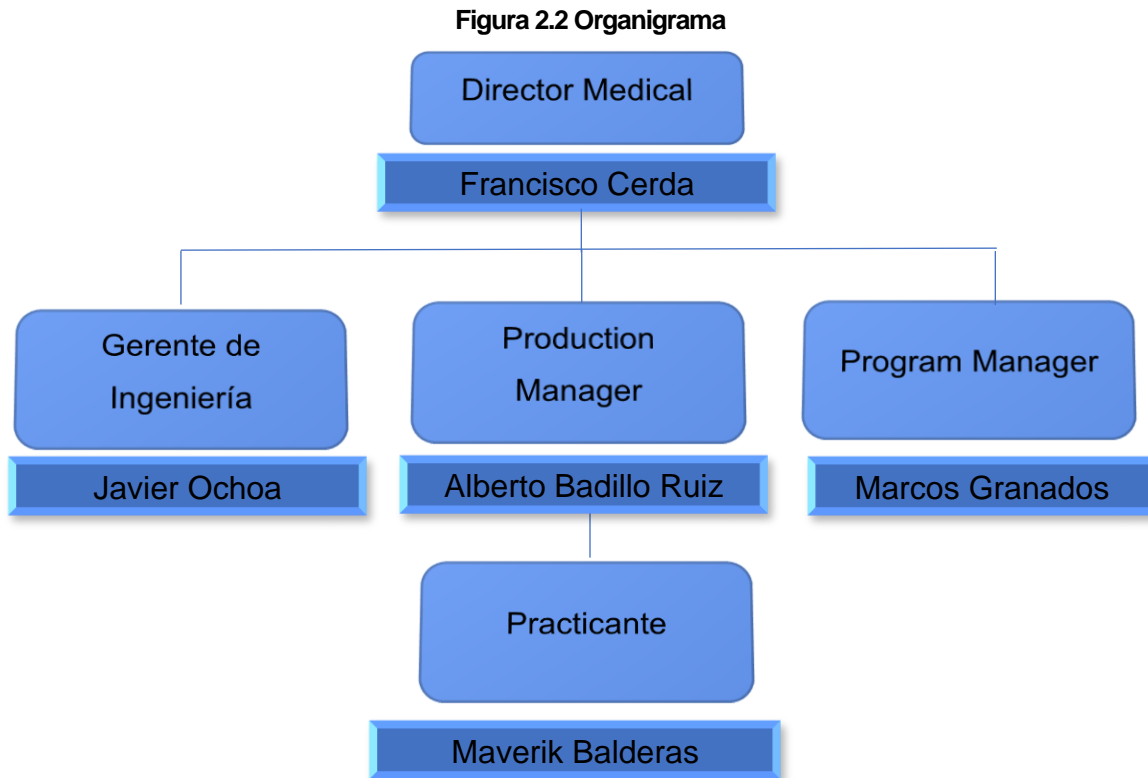 Figura 2.2 Organigrama
Director Medical
Francisco Cerda
Gerente de
Ingeniería
Javier Ochoa
Production
Manager
Alberto Badillo Ruiz
Program Manager
Marcos Granados
Practicante
Maverik Balderas